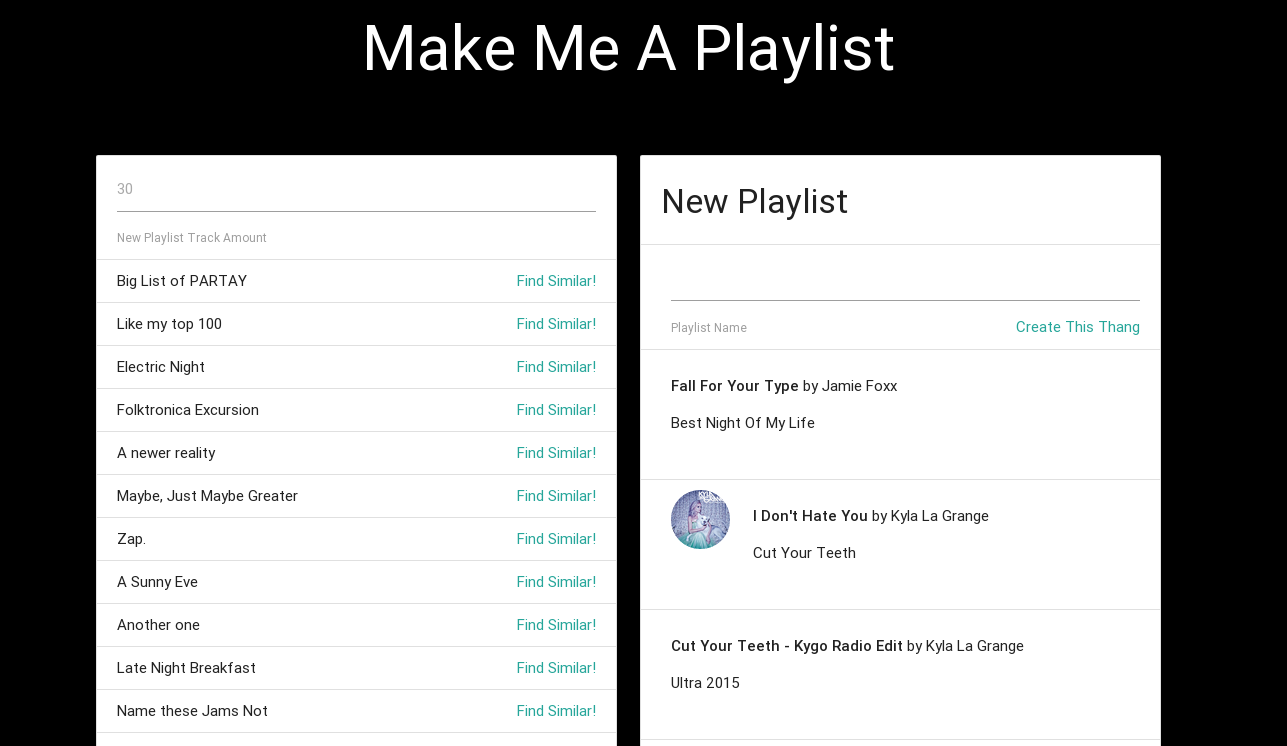 Make Me A Playlist
30
New Playlist Track Amount
Big List of PARTAY Find Similar!
Like my top 100 Find Similar!
Electric Night Find Similar!
Folktronica Excursion Find Similar!
A newer reality Find Similar!
Maybe, Just Maybe Greater Find Similar!
Zap. Find Similar!
A Sunny Eve Find Similar!
Another one Find Similar!
Late Night Breakfast Find Similar!
Name these Jams Not Find Similar!
New Playlist
Playlist Name Create This Thang
Fall For Your Type by Jamie Foxx
Best Night Of My Life
I Don't Hate You by Kyla La Grange
Cut Your Teeth
Cut Your Teeth - Kygo Radio Edit by Kyla La Grange
Ultra 2015